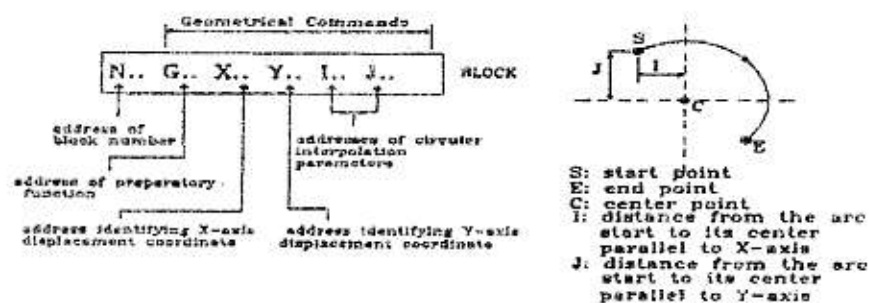 Geometrical Commands
N.. G.. X.. Y.. I.. J..
BLOCK
address of
block number
addresses of circular
interpolation
parameters
address of preparatory
function
address identifying X-axis
displacement coordinate
address identifying Y-axis
displacement coordinate
S
J
I
C
E
S: start point
E: end point
C: center point
I: distance from the arc
start to its center
parallel to X-axis
J: distance from the arc
start to its center
parallel to Y-axis